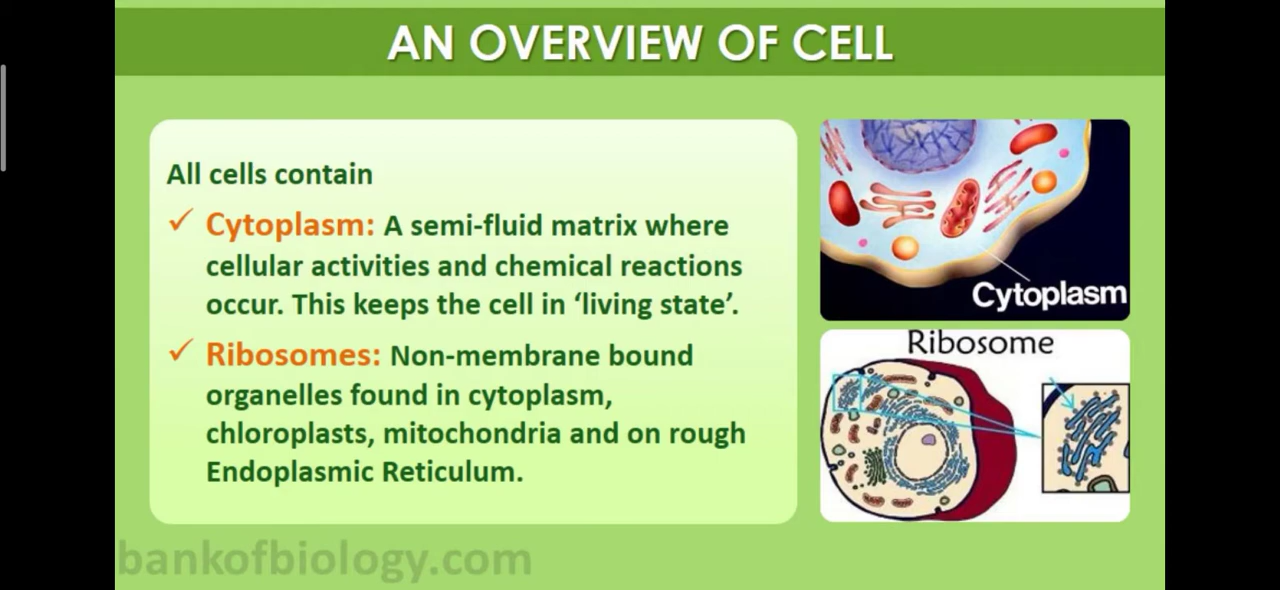 AN OVERVIEW OF CELL
All cells contain
✓ Cytoplasm: A semi-fluid matrix where
cellular activities and chemical reactions
occur. This keeps the cell in ‘living state’.
✓ Ribosomes: Non-membrane bound
organelles found in cytoplasm,
chloroplasts, mitochondria and on rough
Endoplasmic Reticulum.
Cytoplasm
Ribosome
bankofbiology.com